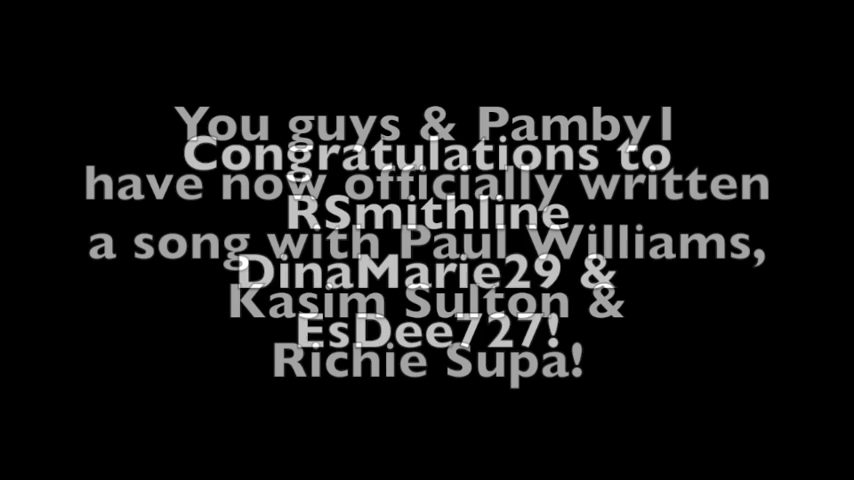 You guys & Pamby1
Congratulations to
have now officially written
RSmithline
a song with Paul Williams,
DinaMarie29 &
Kasim Sulton &
EsDee727!
Richie Supa!